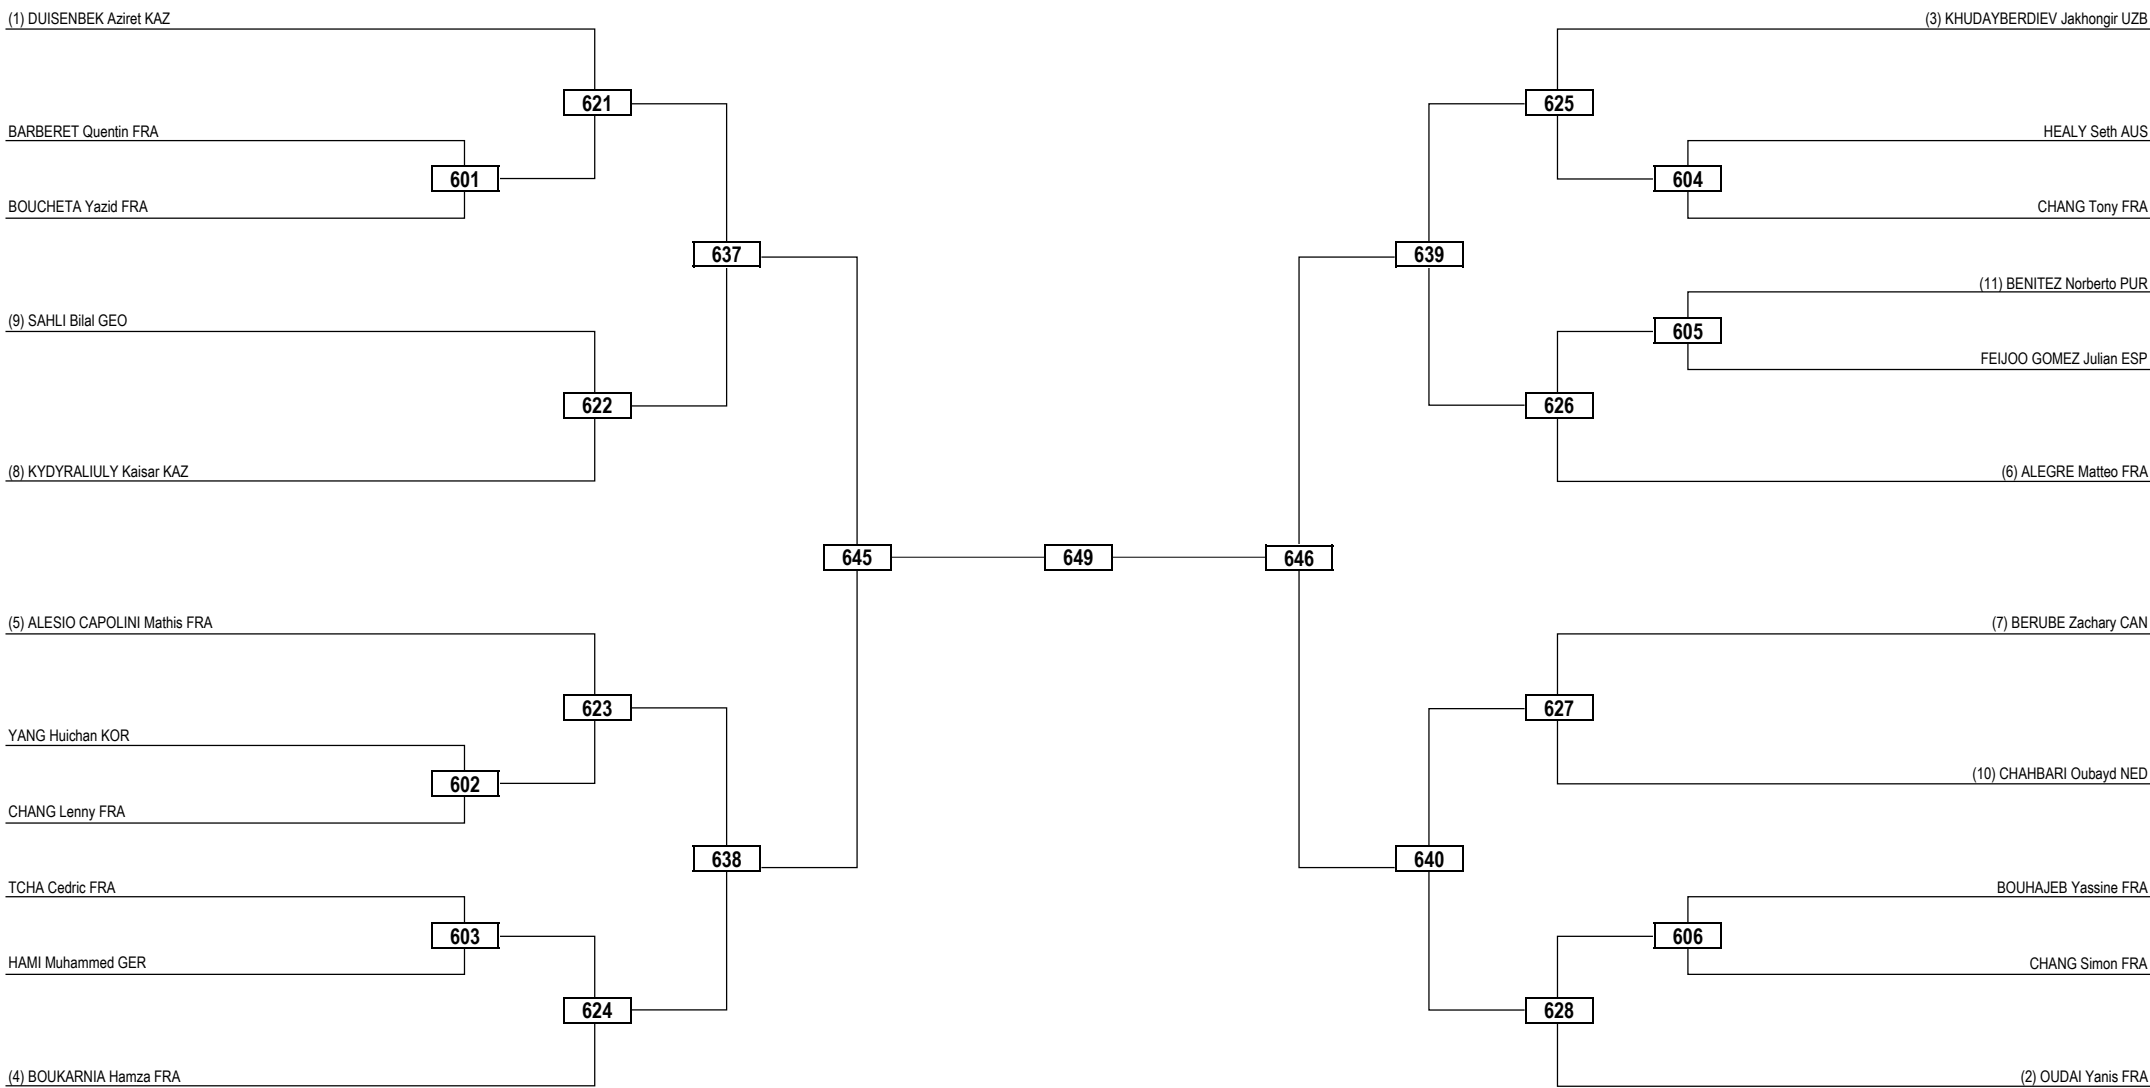 (1) DUISENBEK Aziret KAZ
(3) KHUDAYBERDIEV Jakhongir UZB
621
625
BARBERET Quentin FRA
HEALY Seth AUS
601
604
BOUCHETA Yazid FRA
CHANG Tony FRA
637
639
(11) BENITEZ Norberto PUR
(9) SAHLI Bilal GEO
605
FEIJOO GOMEZ Julian ESP
622
626
(8) KYDYRALIULY Kaisar KAZ
(6) ALEGRE Matteo FRA
645
649
646
(5) ALESIO CAPOLINI Mathis FRA
(7) BERUBE Zachary CAN
623
627
YANG Huichan KOR
602
(10) CHAHBARI Oubayd NED
CHANG Lenny FRA
638
640
TCHA Cedric FRA
BOUHAJEB Yassine FRA
603
606
HAMI Muhammed GER
CHANG Simon FRA
624
628
(4) BOUKARNIA Hamza FRA
(2) OUDAI Yanis FRA